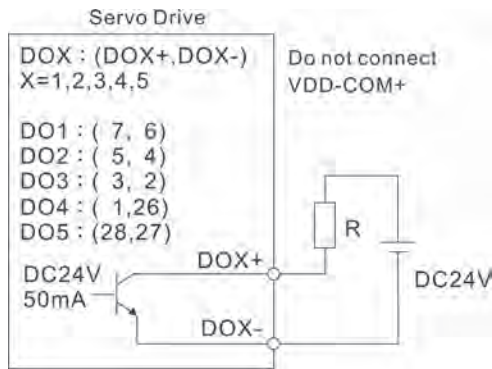 Servo Drive
DOX : (DOX+,DOX-)
X=1,2,3,4,5
Do not connect
VDD-COM+
DO1 : ( 7, 6)
DO2 : ( 5, 4)
DO3 : ( 3, 2)
DO4 : ( 1,26)
DO5 : (28,27)
R
DOX+
DC24V
50mA
DC24V
DOX-